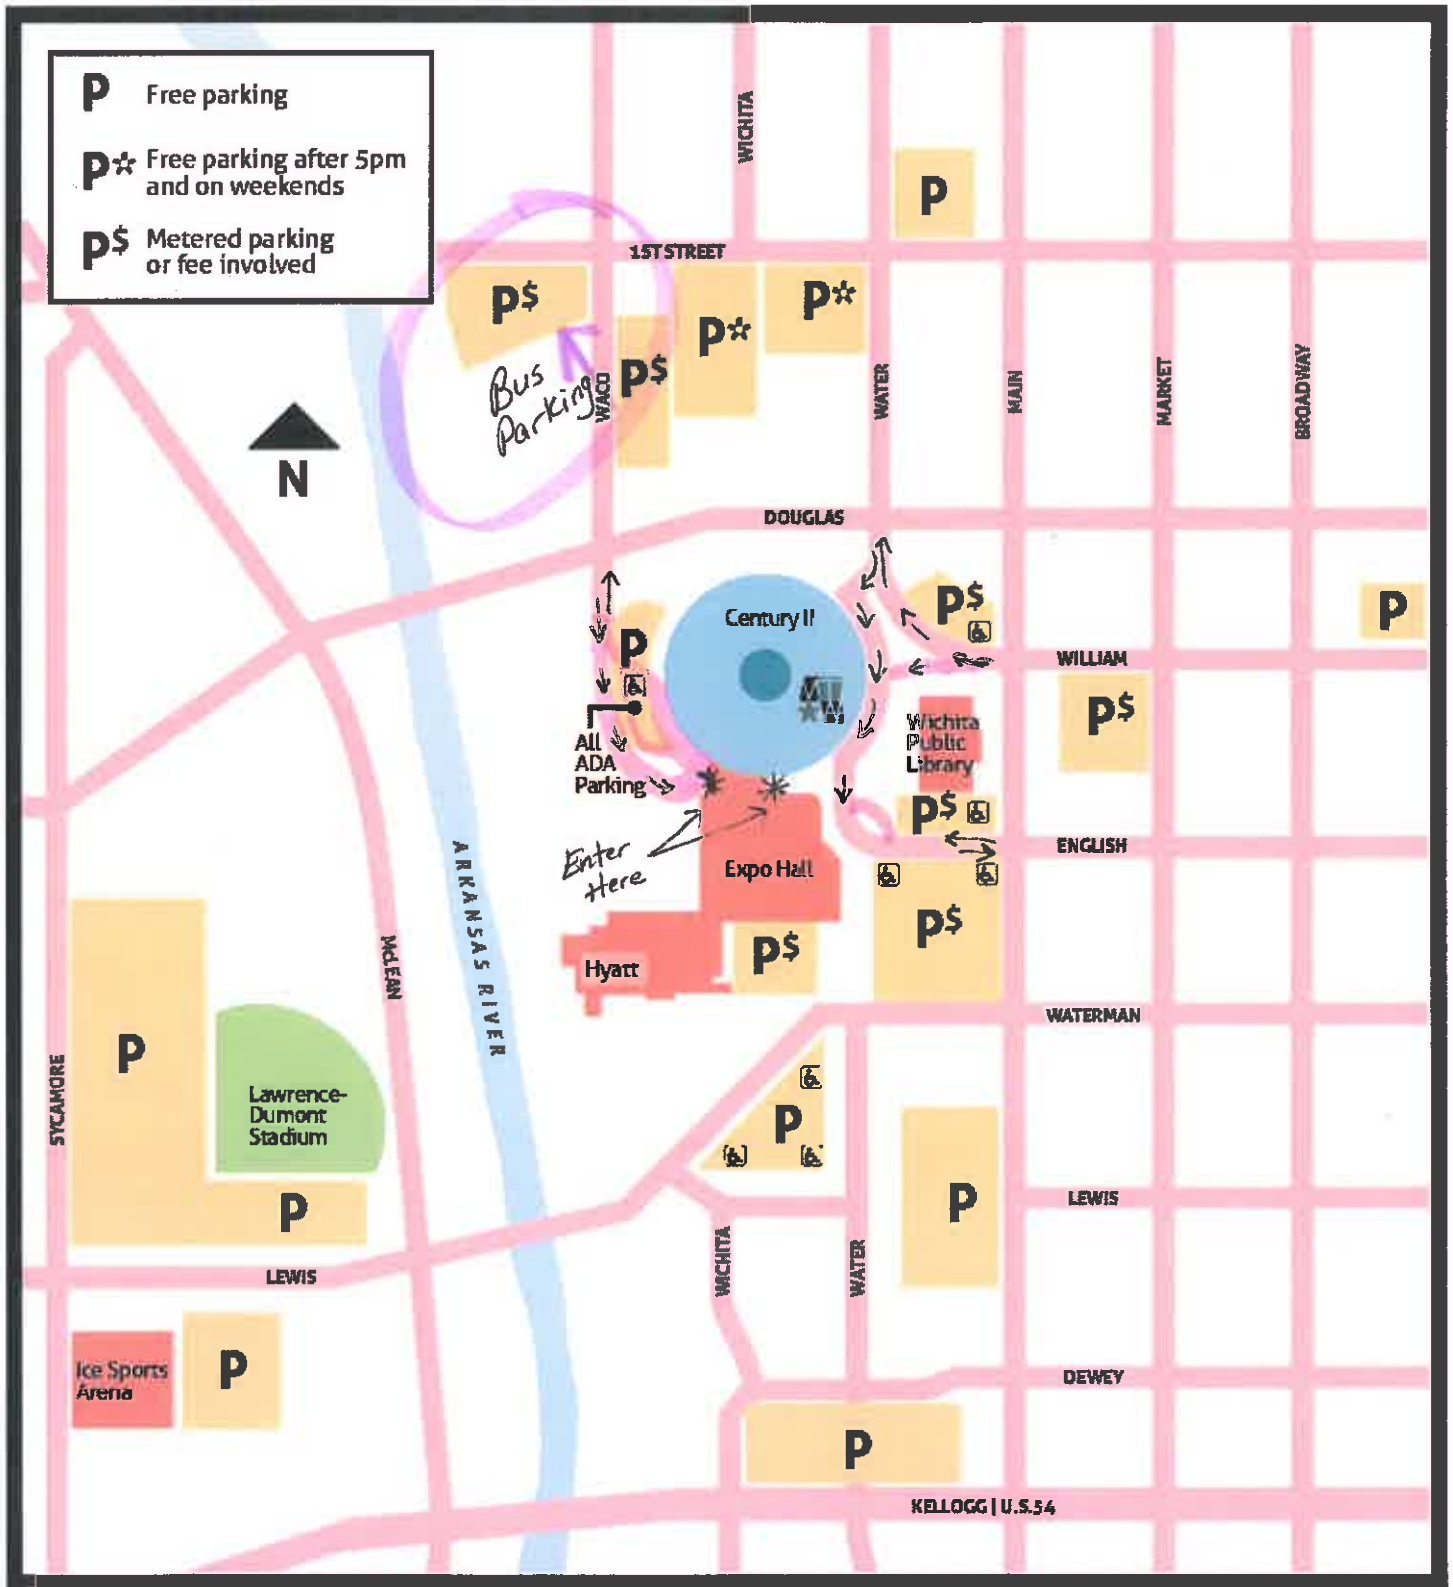 P Free parking
P☆ Free parking after 5pm
and on weekends
P$ Metered parking
or fee involved
WICHITA
P
1ST STREET
P$
P☆
P☆
P$
Bus
Parking
WACO
WATER
MAIN
MARKET
BROADWAY
N
DOUGLAS
Century II
P$
P
P
WILLIAM
P$
All
ADA
Parking
Wichita
Public
Library
P$
ENGLISH
Enter
Here
Expo Hall
P$
P$
Hyatt
ARKANSAS RIVER
McLEAN
WATERMAN
P
SYCAMORE
Lawrence-
Dumont
Stadium
P
P
P
LEWIS
WICHITA
WATER
LEWIS
Ice Sports
Arena
P
DEWEY
P
KELLOGG | U.S.54